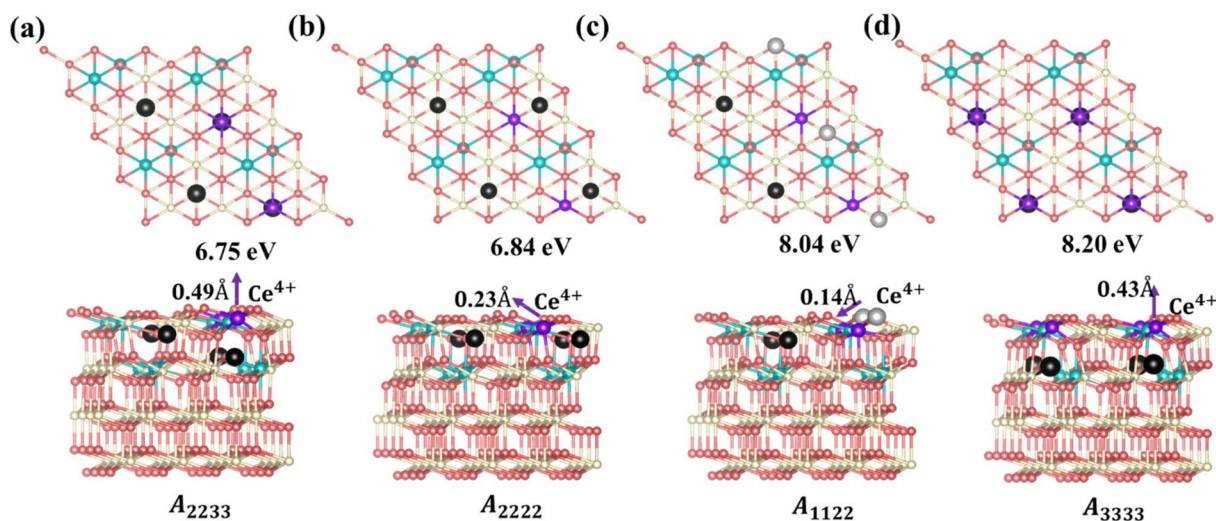 (a)
(b)
(c)
(d)
6.75 eV
6.84 eV
8.04 eV
8.20 eV
0.49Å
Ce⁴⁺
0.23Å
Ce⁴⁺
0.14Å
Ce⁴⁺
0.43Å
Ce⁴⁺
A₂₂₃₃
A₂₂₂₂
A₁₁₂₂
A₃₃₃₃